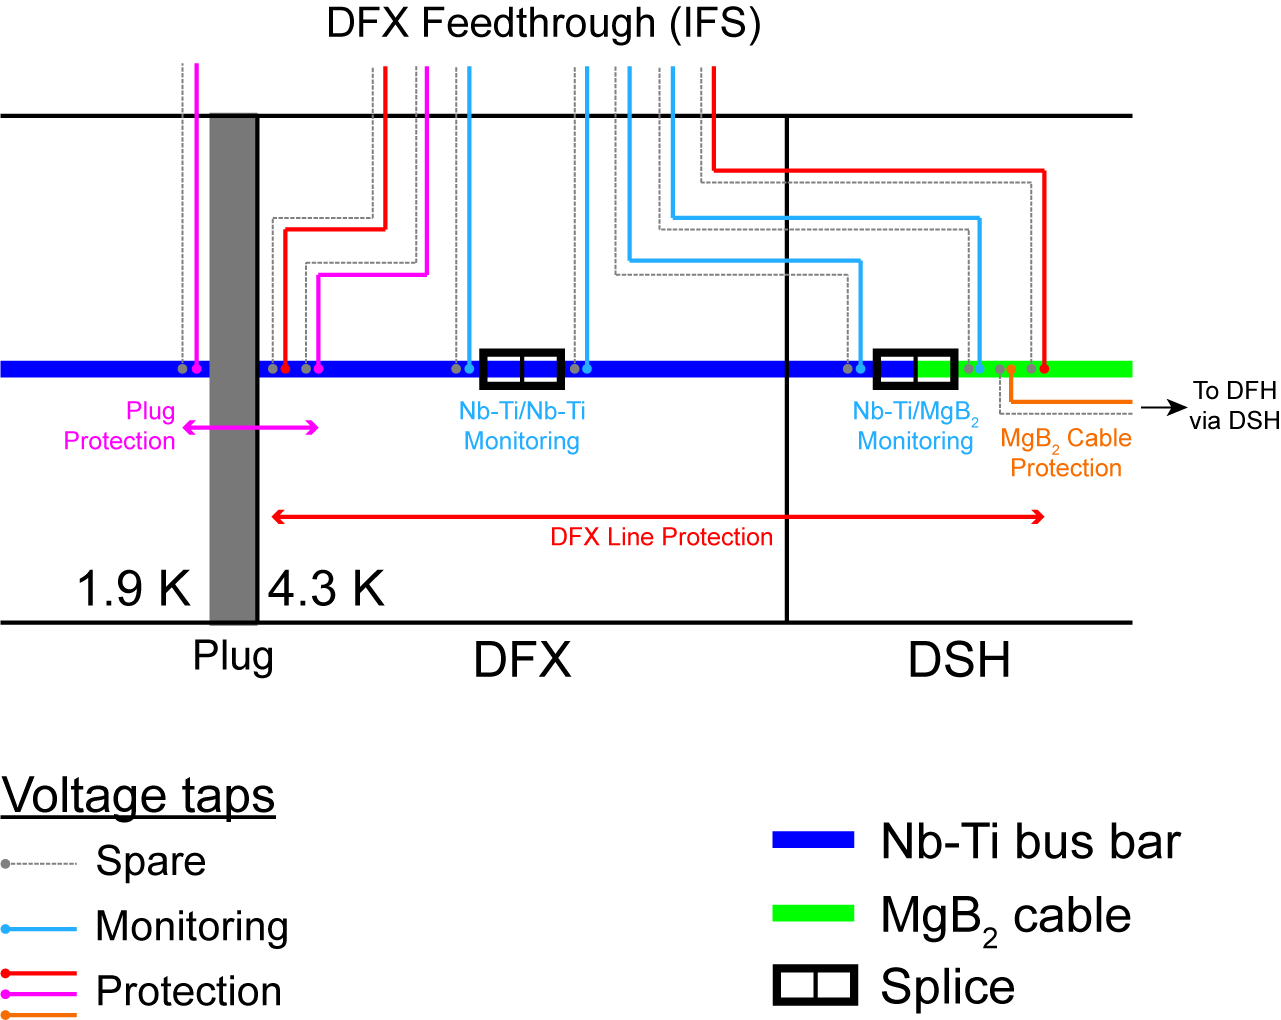 DFX Feedthrough (IFS)
Plug
Protection
Nb-Ti/Nb-Ti
Monitoring
Nb-Ti/MgB2
Monitoring
MgB2 Cable
Protection
To DFH
via DSH
DFX Line Protection
1.9 K
4.3 K
Plug
DFX
DSH
Voltage taps
Spare
Monitoring
Protection
Nb-Ti bus bar
MgB2 cable
Splice